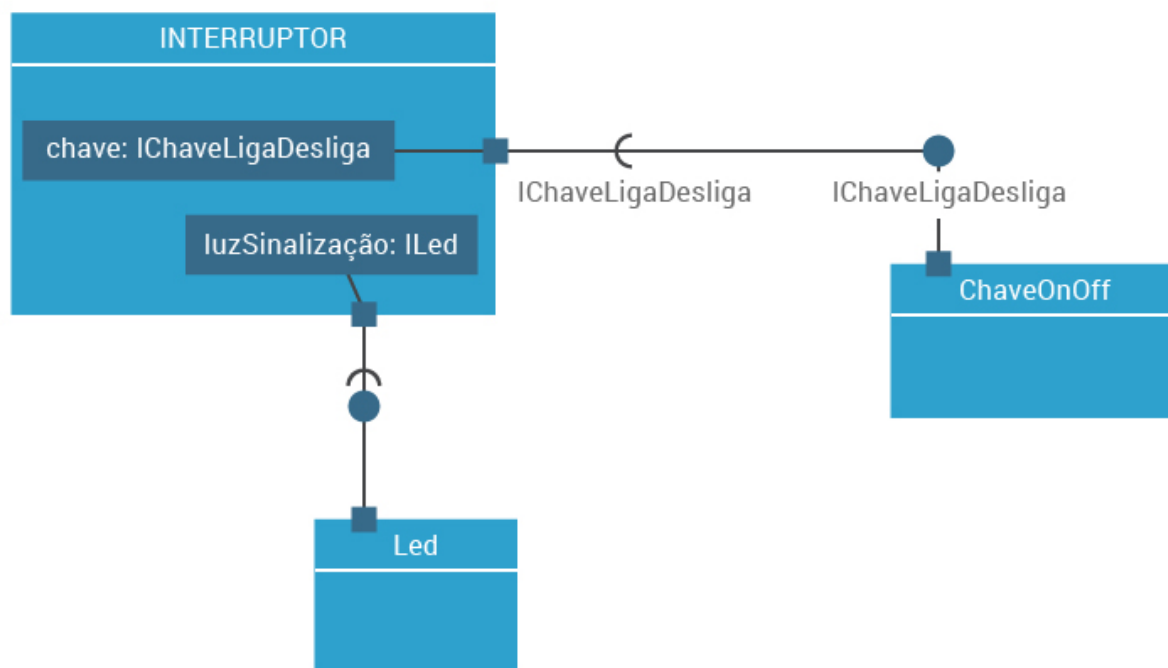 INTERRUPTOR
chave: IChaveLigaDesliga
IChaveLigaDesliga
IChaveLigaDesliga
luzSinalização: ILed
ChaveOnOff
Led